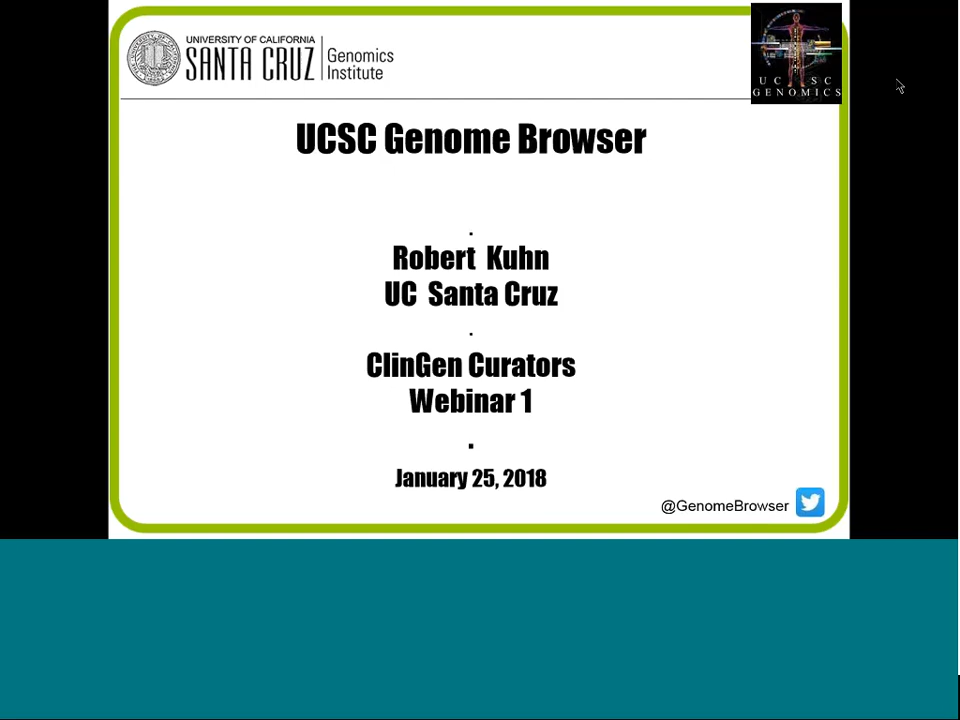 UNIVERSITY OF CALIFORNIA
SANTA CRUZ
Genomics
Institute
UC SC
GENOMICS
UCSC Genome Browser
.
Robert Kuhn
UC Santa Cruz
.
ClinGen Curators
Webinar 1
.
January 25, 2018
@GenomeBrowser